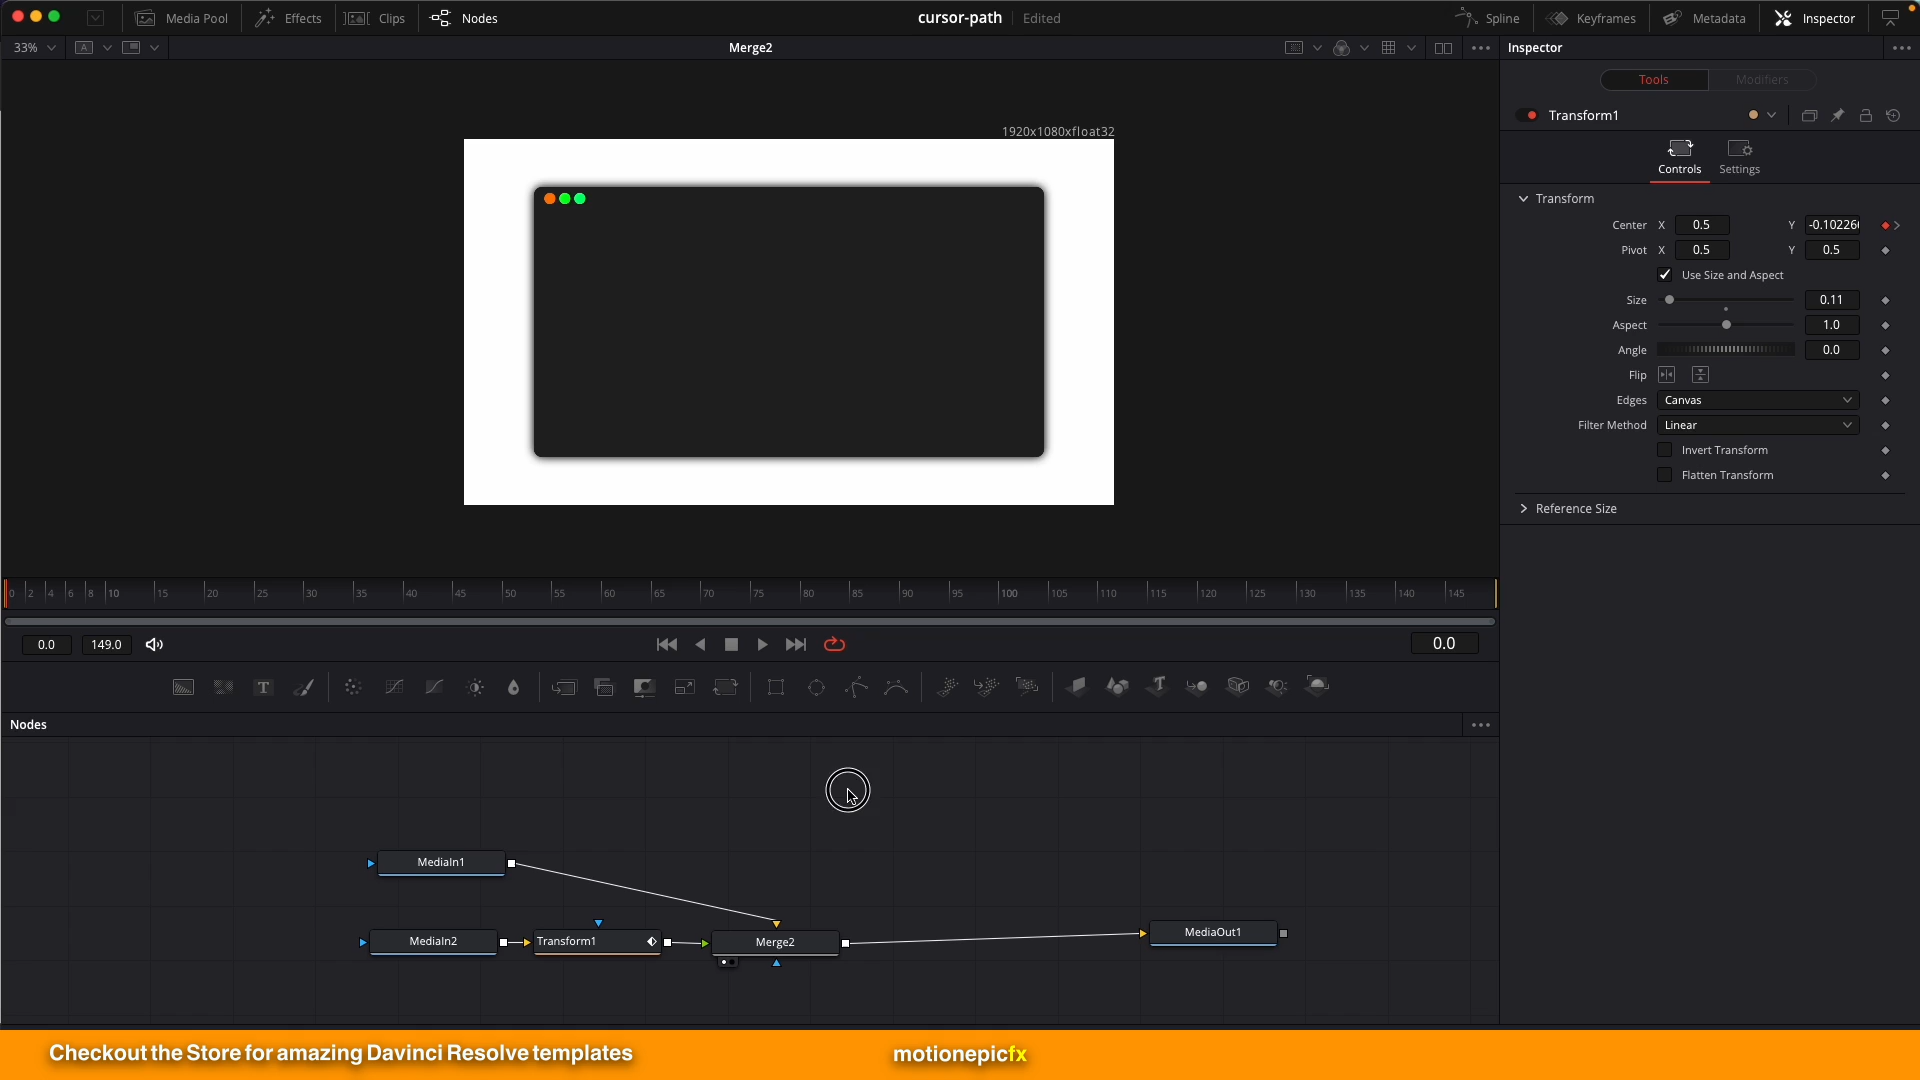 Media Pool
Effects
Clips
Nodes
cursor-path
Edited
Spline
Keyframes
Metadata
Inspector
33%
A
Merge2
Inspector
Tools
Modifiers
Transform1
Controls
Settings
Transform
Center X 0.5 Y -0.10226
Pivot X 0.5 Y 0.5
Use Size and Aspect
Size 0.11
Aspect 1.0
Angle 0.0
Flip
Edges Canvas
Filter Method Linear
Invert Transform
Flatten Transform
Reference Size
1920x1080xfloat32
0 2 4 6 8 10 15 20 25 30 35 40 45 50 55 60 65 70 75 80 85 90 95 100 105 110 115 120 125 130 135 140 145
0.0 149.0 0.0
T
Nodes
MediaIn1
MediaIn2
Transform1
Merge2
MediaOut1
Checkout the Store for amazing Davinci Resolve templates
motionepicfx